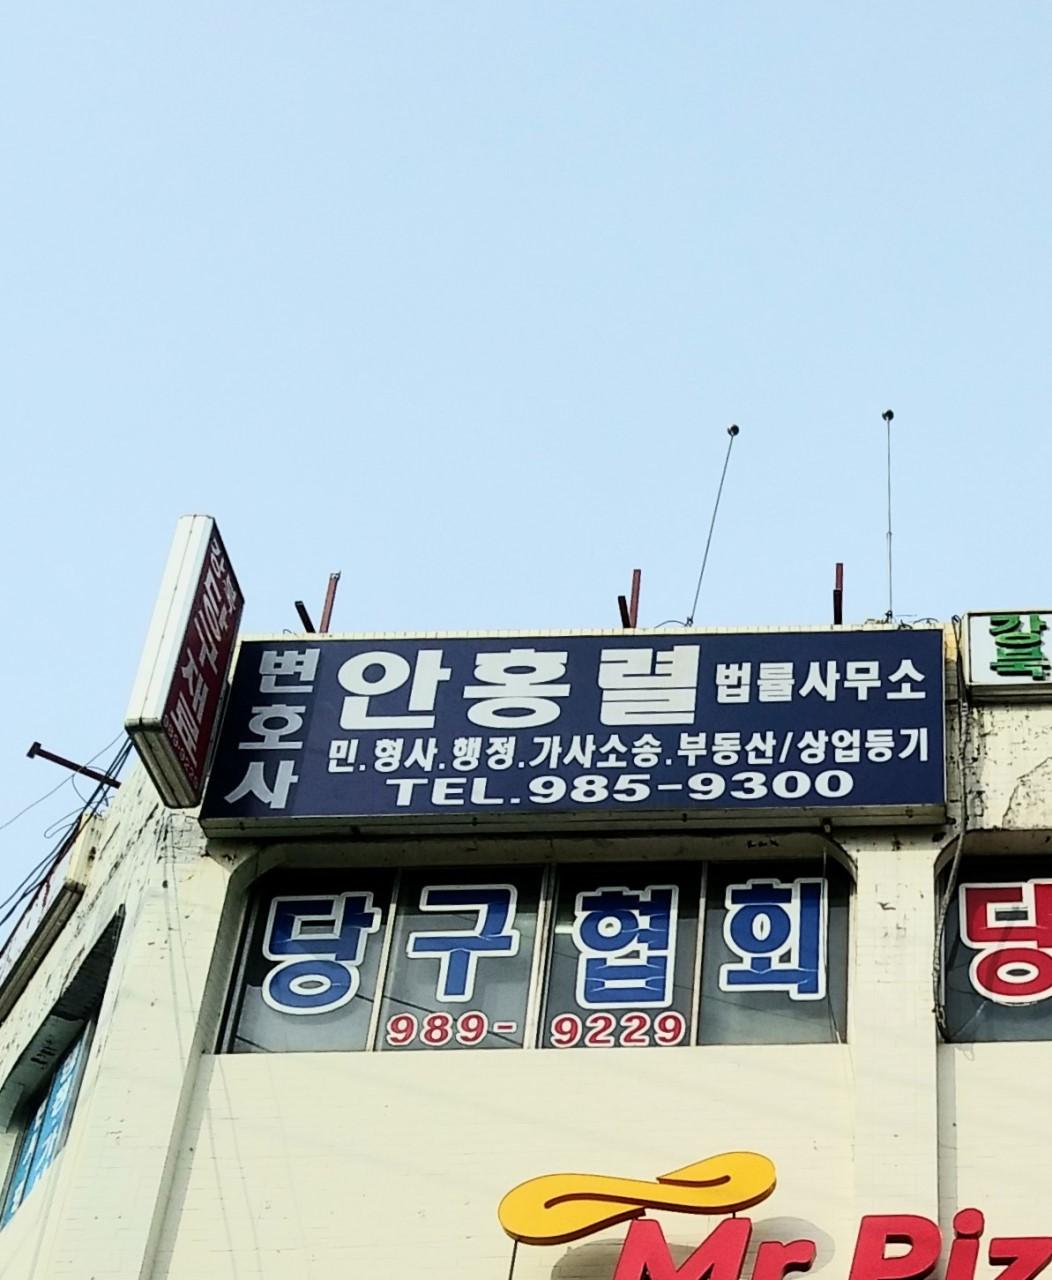 변호사
안홍렬 법률사무소
민.형사.행정.가사소송.부동산/상업등기
TEL.985-9300
강북
당구협회
989-9229
당
Mr Piz